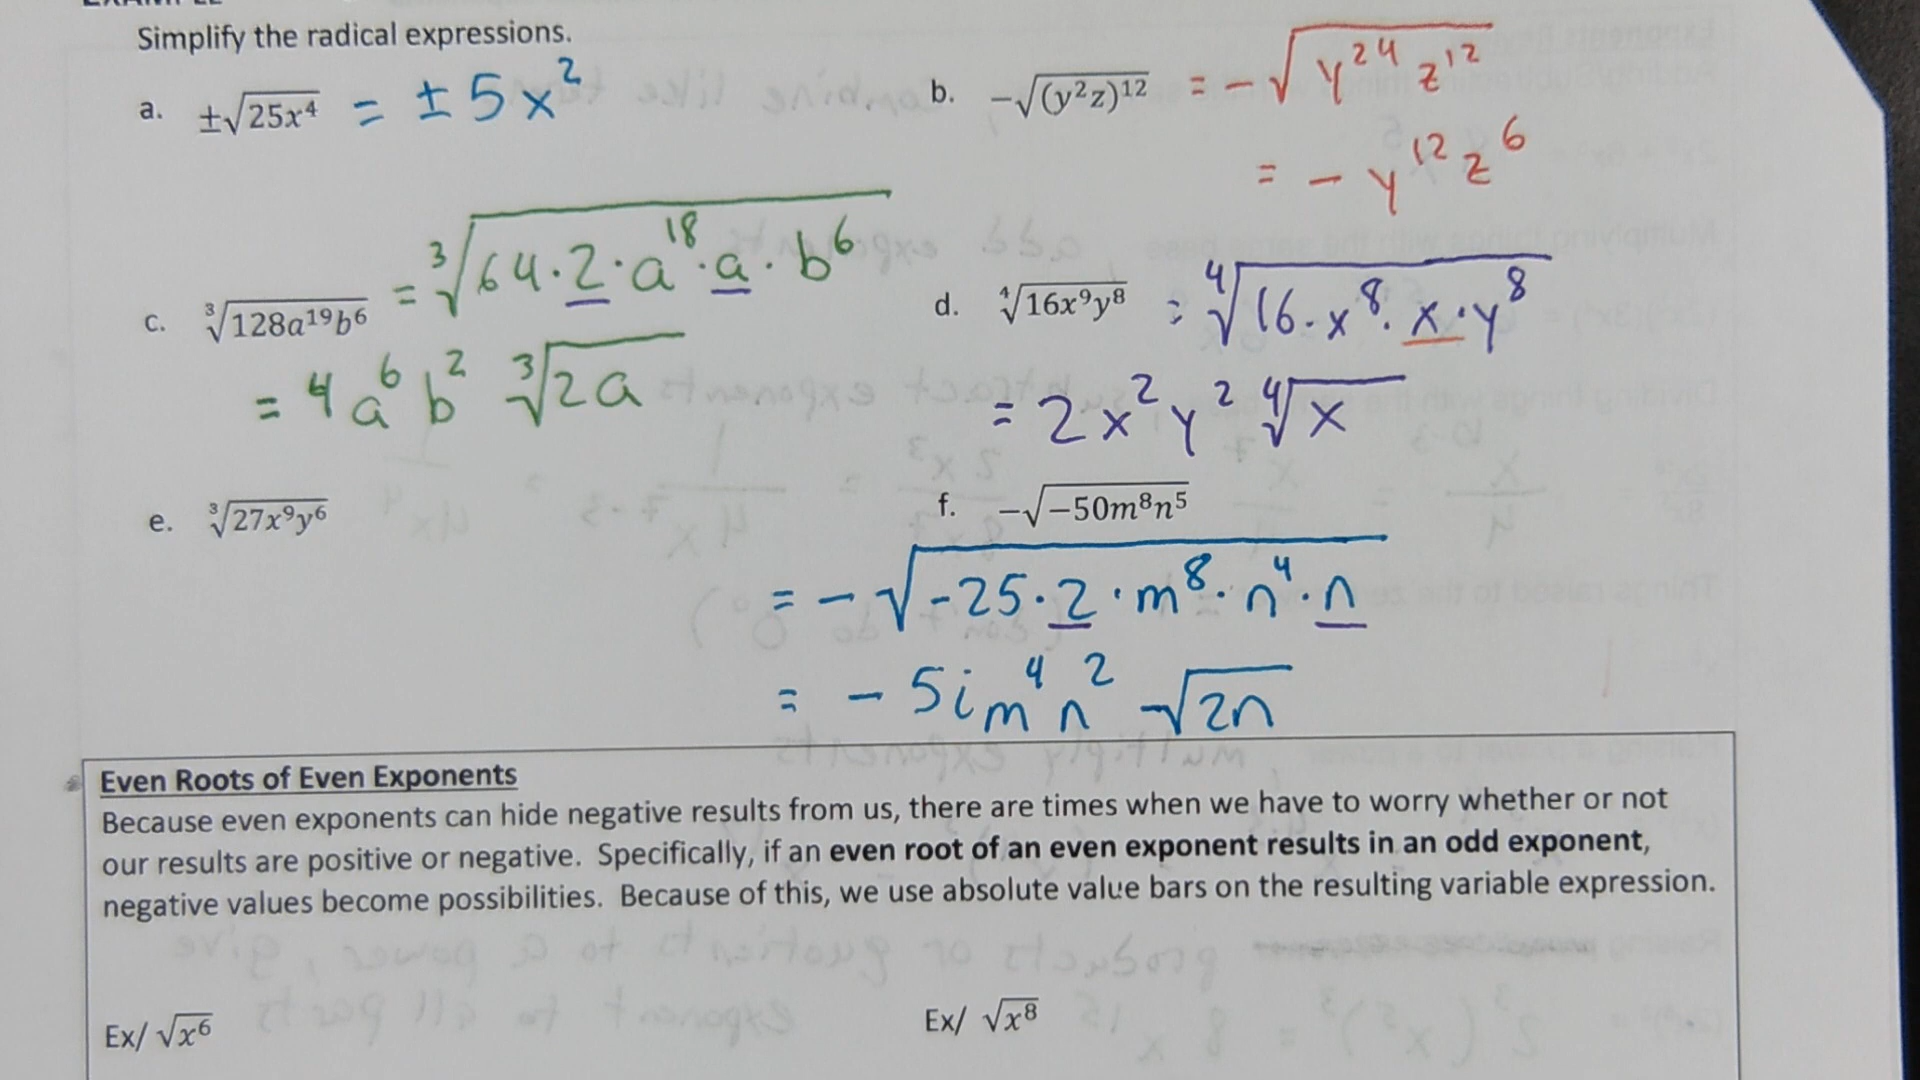 Simplify the radical expressions.
a. ±√25x⁴ = ±5x²
b. −√(y²z)¹² = −√y²⁴z¹²
= −y¹²z⁶
c. ³√128a¹⁹b⁶ = ³√64·2·a¹⁸·a·b⁶
= 4a⁶b² ³√2a
d. ⁴√16x⁹y⁸ = ⁴√16·x⁸·x·y⁸
= 2x²y² ⁴√x
e. ³√27x⁹y⁶
f. −√−50m⁸n⁵
= −√−25·2·m⁸·n⁴·n
= −5im⁴n² √2n
Even Roots of Even Exponents
Because even exponents can hide negative results from us, there are times when we have to worry whether or not
our results are positive or negative. Specifically, if an even root of an even exponent results in an odd exponent,
negative values become possibilities. Because of this, we use absolute value bars on the resulting variable expression.
Ex/ √x⁶
Ex/ √x⁸